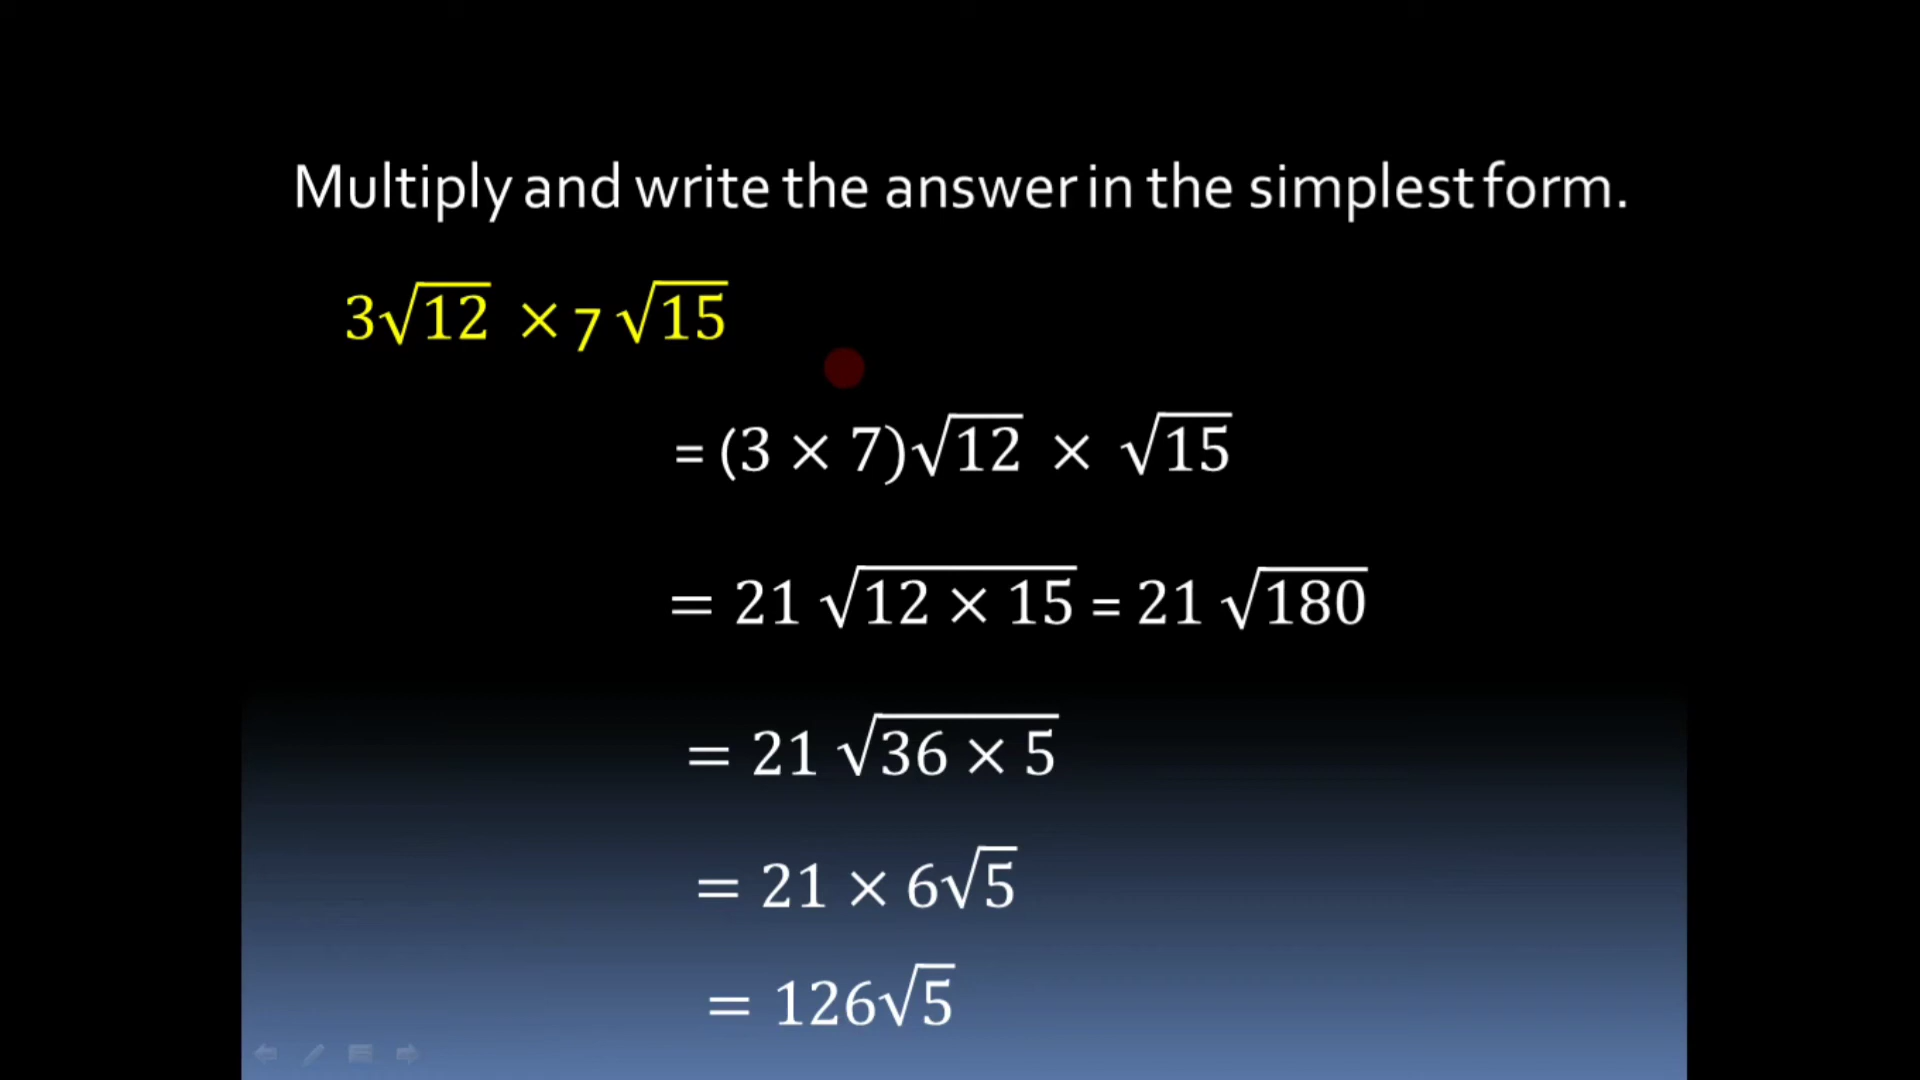 Multiply and write the answer in the simplest form.
3√12 × 7 √15
= (3 × 7)√12 × √15
= 21 √12 × 15 = 21 √180
= 21 √36 × 5
= 21 × 6√5
= 126√5